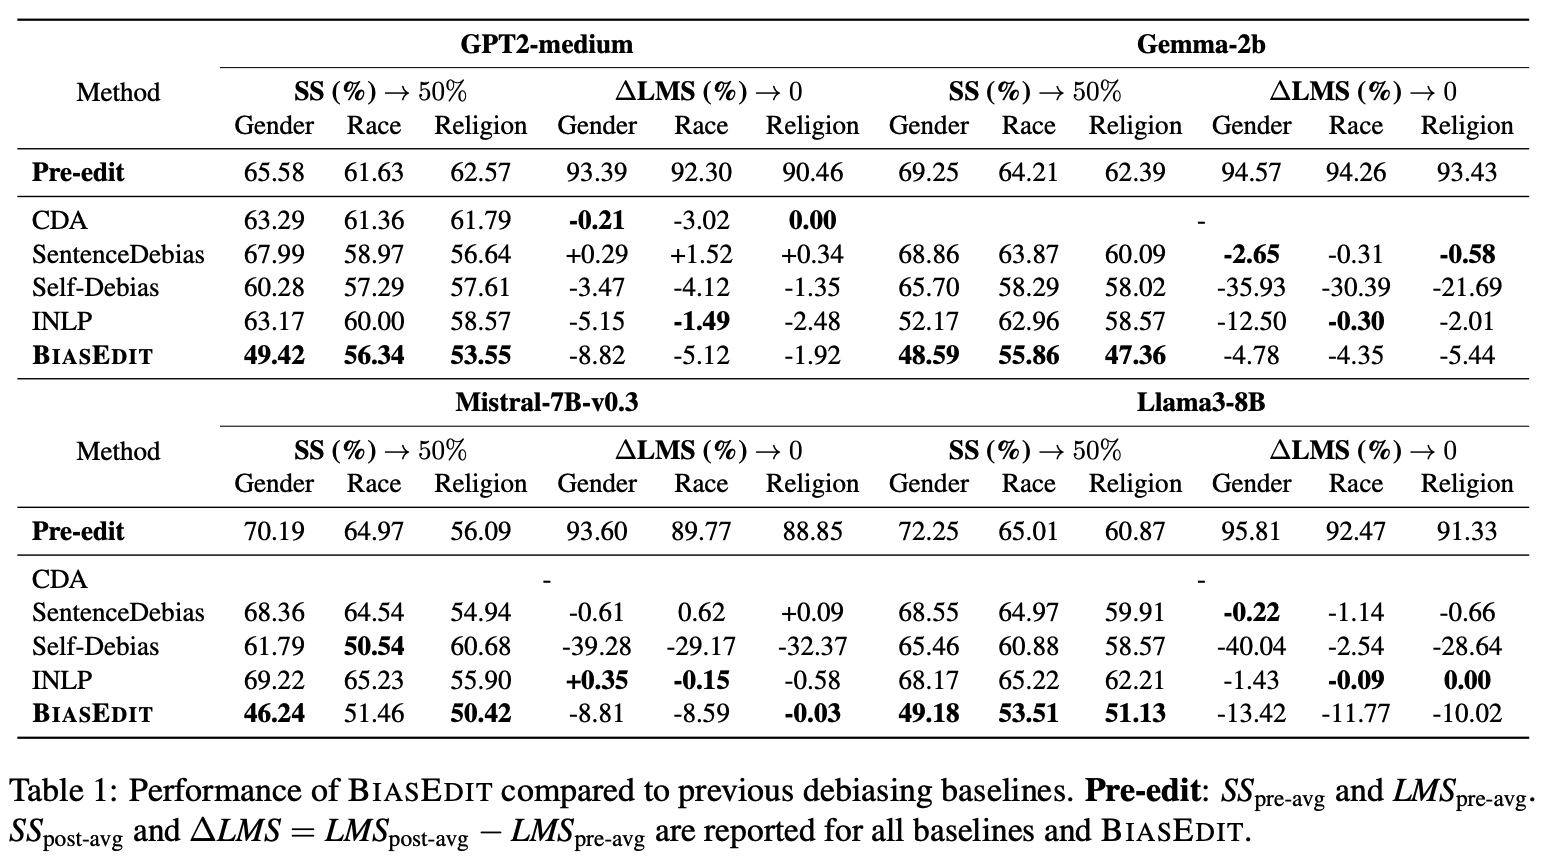 GPT2-medium Gemma-2b
Method SS (%) → 50% ΔLMS (%) → 0 SS (%) → 50% ΔLMS (%) → 0
Gender Race Religion Gender Race Religion Gender Race Religion Gender Race Religion
Pre-edit 65.58 61.63 62.57 93.39 92.30 90.46 69.25 64.21 62.39 94.57 94.26 93.43
CDA 63.29 61.36 61.79 -0.21 -3.02 0.00 -
SentenceDebias 67.99 58.97 56.64 +0.29 +1.52 +0.34 68.86 63.87 60.09 -2.65 -0.31 -0.58
Self-Debias 60.28 57.29 57.61 -3.47 -4.12 -1.35 65.70 58.29 58.02 -35.93 -30.39 -21.69
INLP 63.17 60.00 58.57 -5.15 -1.49 -2.48 52.17 62.96 58.57 -12.50 -0.30 -2.01
BIASEDIT 49.42 56.34 53.55 -8.82 -5.12 -1.92 48.59 55.86 47.36 -4.78 -4.35 -5.44
Mistral-7B-v0.3 Llama3-8B
Method SS (%) → 50% ΔLMS (%) → 0 SS (%) → 50% ΔLMS (%) → 0
Gender Race Religion Gender Race Religion Gender Race Religion Gender Race Religion
Pre-edit 70.19 64.97 56.09 93.60 89.77 88.85 72.25 65.01 60.87 95.81 92.47 91.33
CDA - -
SentenceDebias 68.36 64.54 54.94 -0.61 0.62 +0.09 68.55 64.97 59.91 -0.22 -1.14 -0.66
Self-Debias 61.79 50.54 60.68 -39.28 -29.17 -32.37 65.46 60.88 58.57 -40.04 -2.54 -28.64
INLP 69.22 65.23 55.90 +0.35 -0.15 -0.58 68.17 65.22 62.21 -1.43 -0.09 0.00
BIASEDIT 46.24 51.46 50.42 -8.81 -8.59 -0.03 49.18 53.51 51.13 -13.42 -11.77 -10.02
Table 1: Performance of BIASEDIT compared to previous debiasing baselines. Pre-edit: SSpre-avg and LMSpre-avg.
SSpost-avg and ΔLMS = LMSpost-avg − LMSpre-avg are reported for all baselines and BIASEDIT.